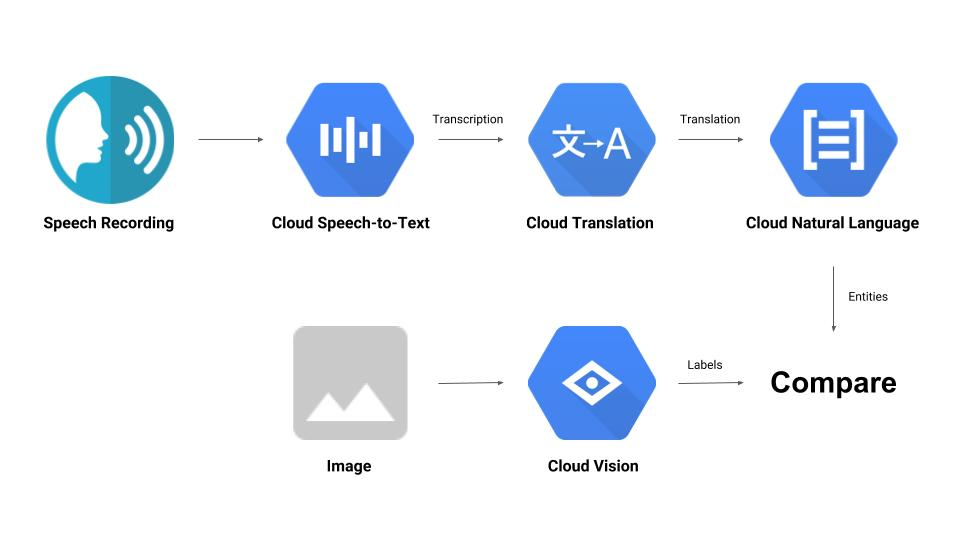 Transcription
Translation
文→A
Speech Recording
Cloud Speech-to-Text
Cloud Translation
Cloud Natural Language
Entities
Labels
Compare
Image
Cloud Vision